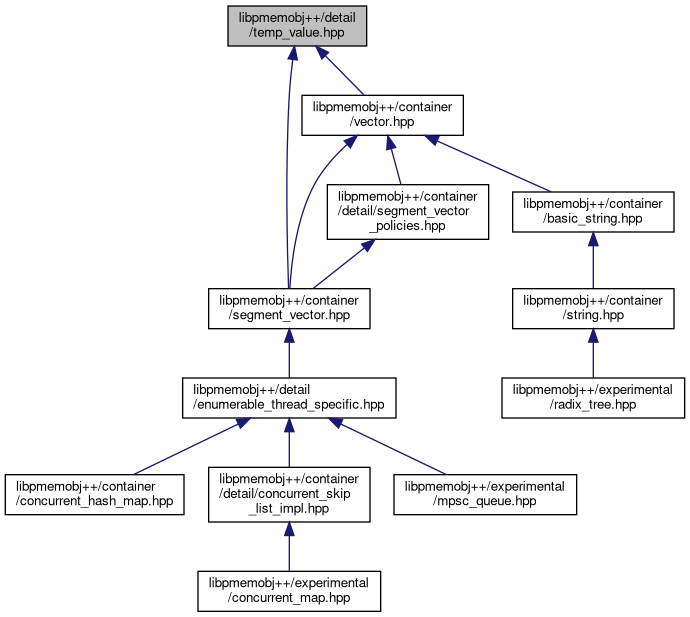 libpmemobj++/detail
/temp_value.hpp
libpmemobj++/container
/vector.hpp
libpmemobj++/container
/detail/segment_vector
_policies.hpp
libpmemobj++/container
/basic_string.hpp
libpmemobj++/container
/segment_vector.hpp
libpmemobj++/container
/string.hpp
libpmemobj++/detail
/enumerable_thread_specific.hpp
libpmemobj++/experimental
/radix_tree.hpp
libpmemobj++/container
/concurrent_hash_map.hpp
libpmemobj++/container
/detail/concurrent_skip
_list_impl.hpp
libpmemobj++/experimental
/mpsc_queue.hpp
libpmemobj++/experimental
/concurrent_map.hpp